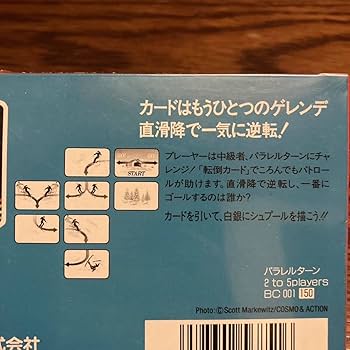 カードはもうひとつのゲレンデ
直滑降で一気に逆転!
プレーヤーは中級者、パラレルターンにチャ
レンジ!「転倒カード」でころんでもパトロー
ルが助けます。直滑降で逆転し、一番に
ゴールするのは誰か?
カードを引いて、白銀にシュプールを描こう!!
START
パラレルターン
2 to 5players
BC 001 150
Photo:©Scott Markewitz/COSMO & ACTION
式会社